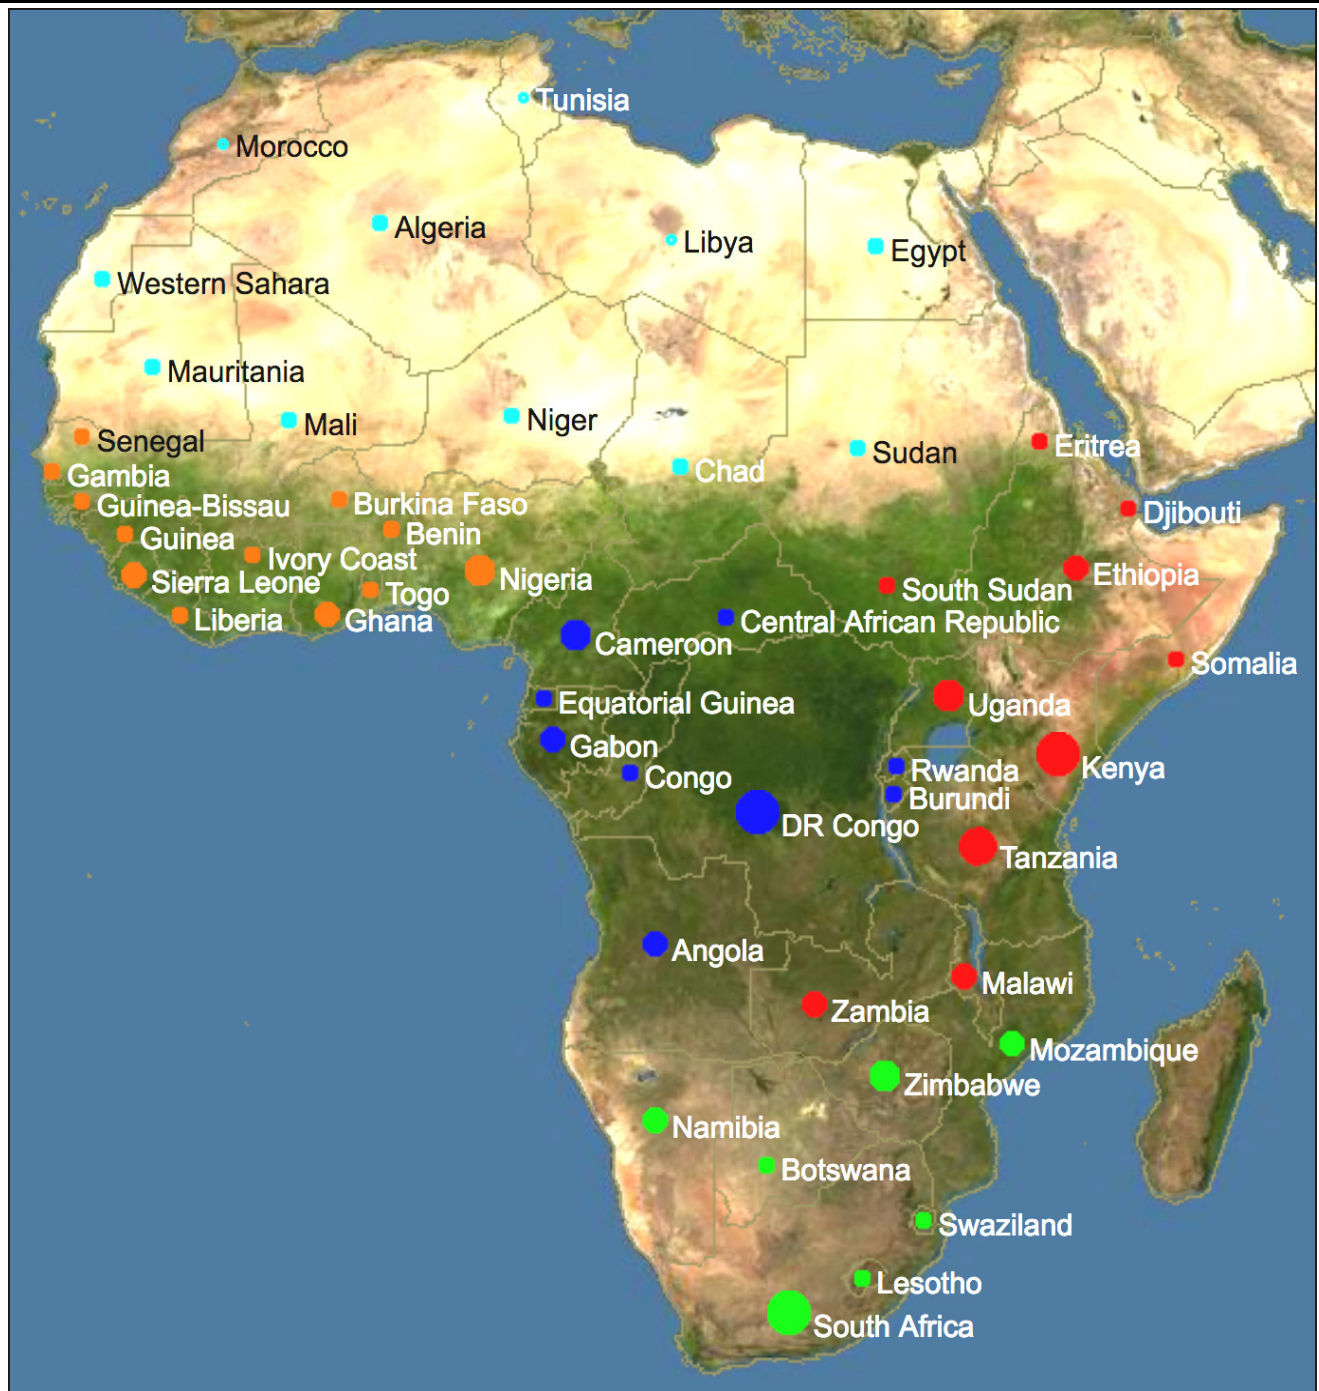 Tunisia
Morocco
Algeria
Libya
Egypt
Western Sahara
Mauritania
Mali
Niger
Chad
Sudan
Eritrea
Senegal
Gambia
Guinea-Bissau
Burkina Faso
Djibouti
Guinea
Benin
Ivory Coast
Sierra Leone
Nigeria
Ethiopia
Togo
South Sudan
Liberia
Ghana
Central African Republic
Cameroon
Somalia
Equatorial Guinea
Uganda
Gabon
Congo
Rwanda
Kenya
Burundi
DR Congo
Tanzania
Angola
Malawi
Zambia
Mozambique
Zimbabwe
Namibia
Botswana
Swaziland
Lesotho
South Africa